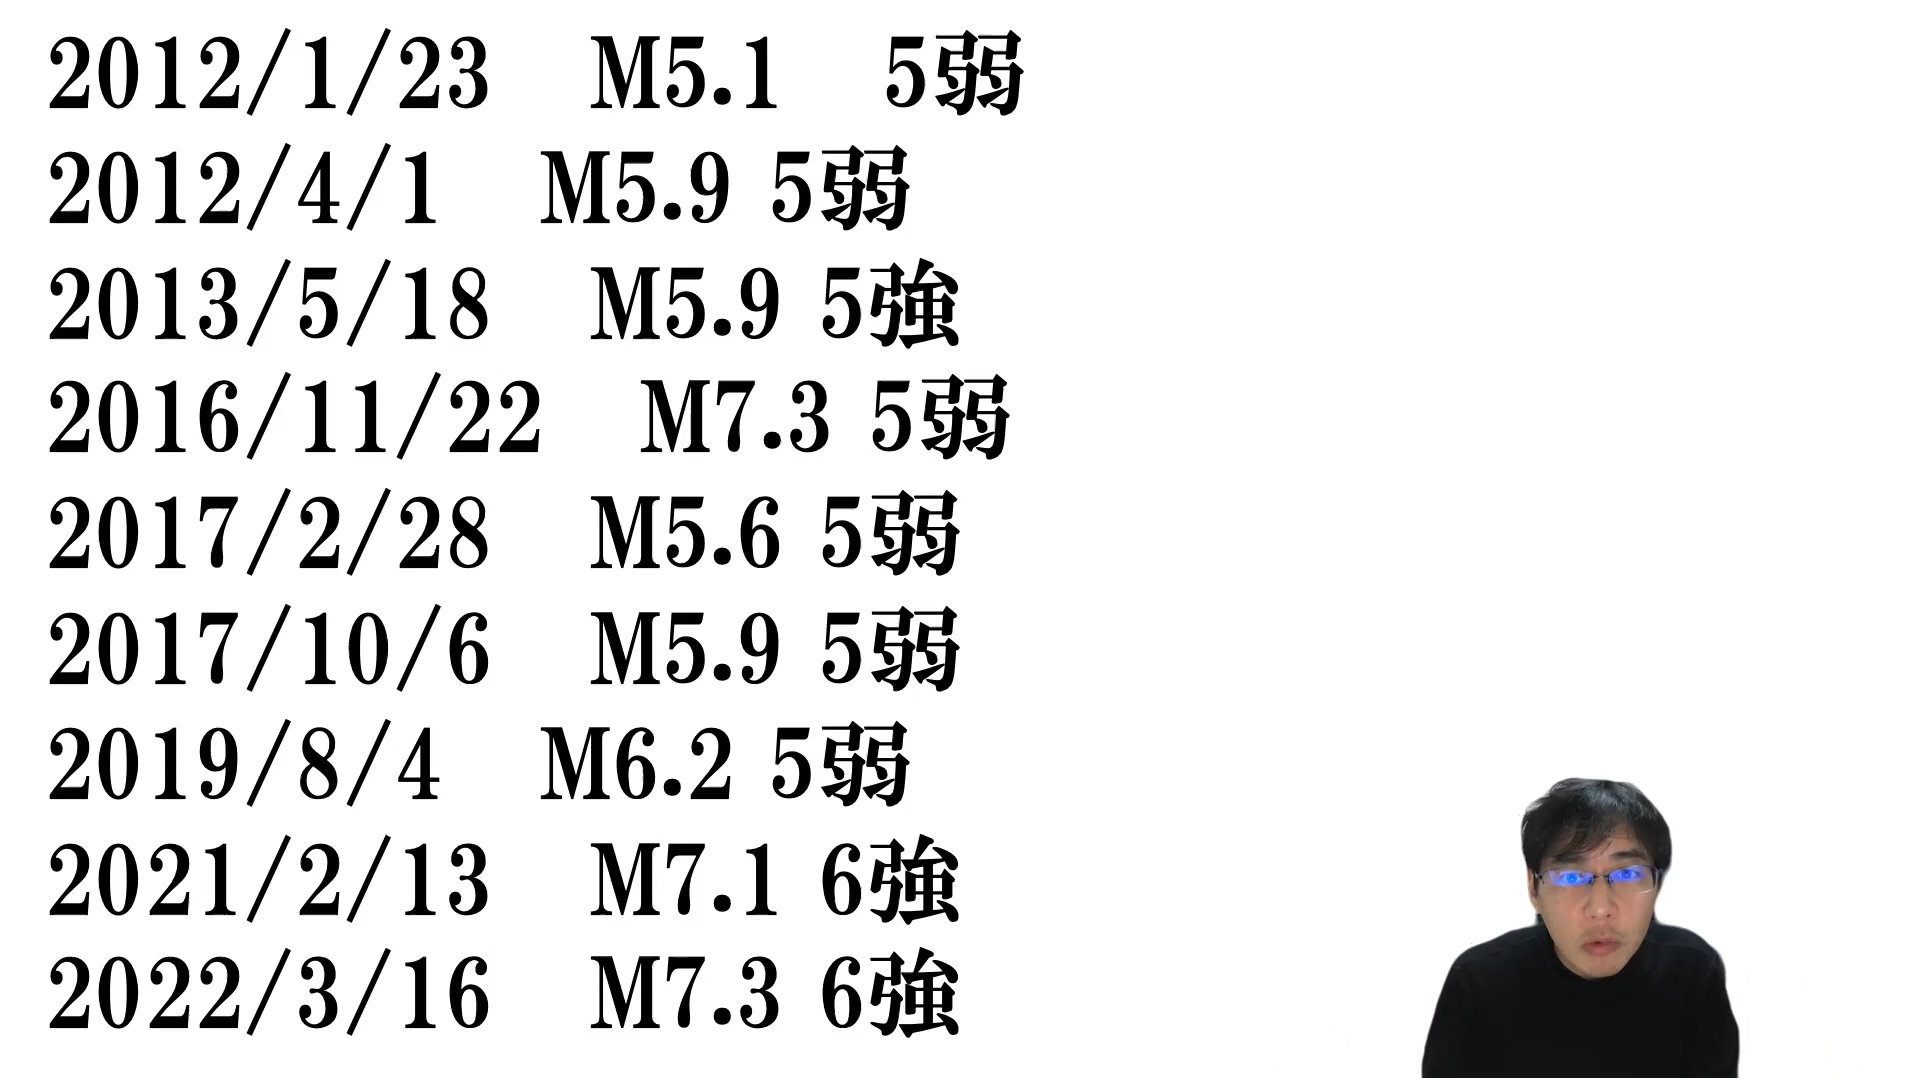 2012/1/23　M5.1　5弱
2012/4/1　M5.9 5弱
2013/5/18　M5.9 5強
2016/11/22　M7.3 5弱
2017/2/28　M5.6 5弱
2017/10/6　M5.9 5弱
2019/8/4　M6.2 5弱
2021/2/13　M7.1 6強
2022/3/16　M7.3 6強